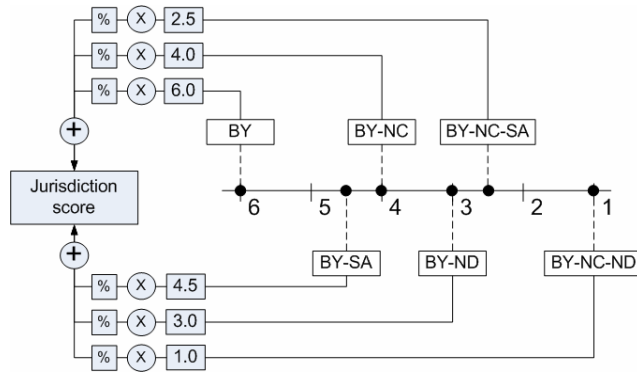 % X 2.5
% X 4.0
% X 6.0
BY BY-NC BY-NC-SA
+
Jurisdiction
score
6 5 4 3 2 1
+
BY-SA BY-ND BY-NC-ND
% X 4.5
% X 3.0
% X 1.0